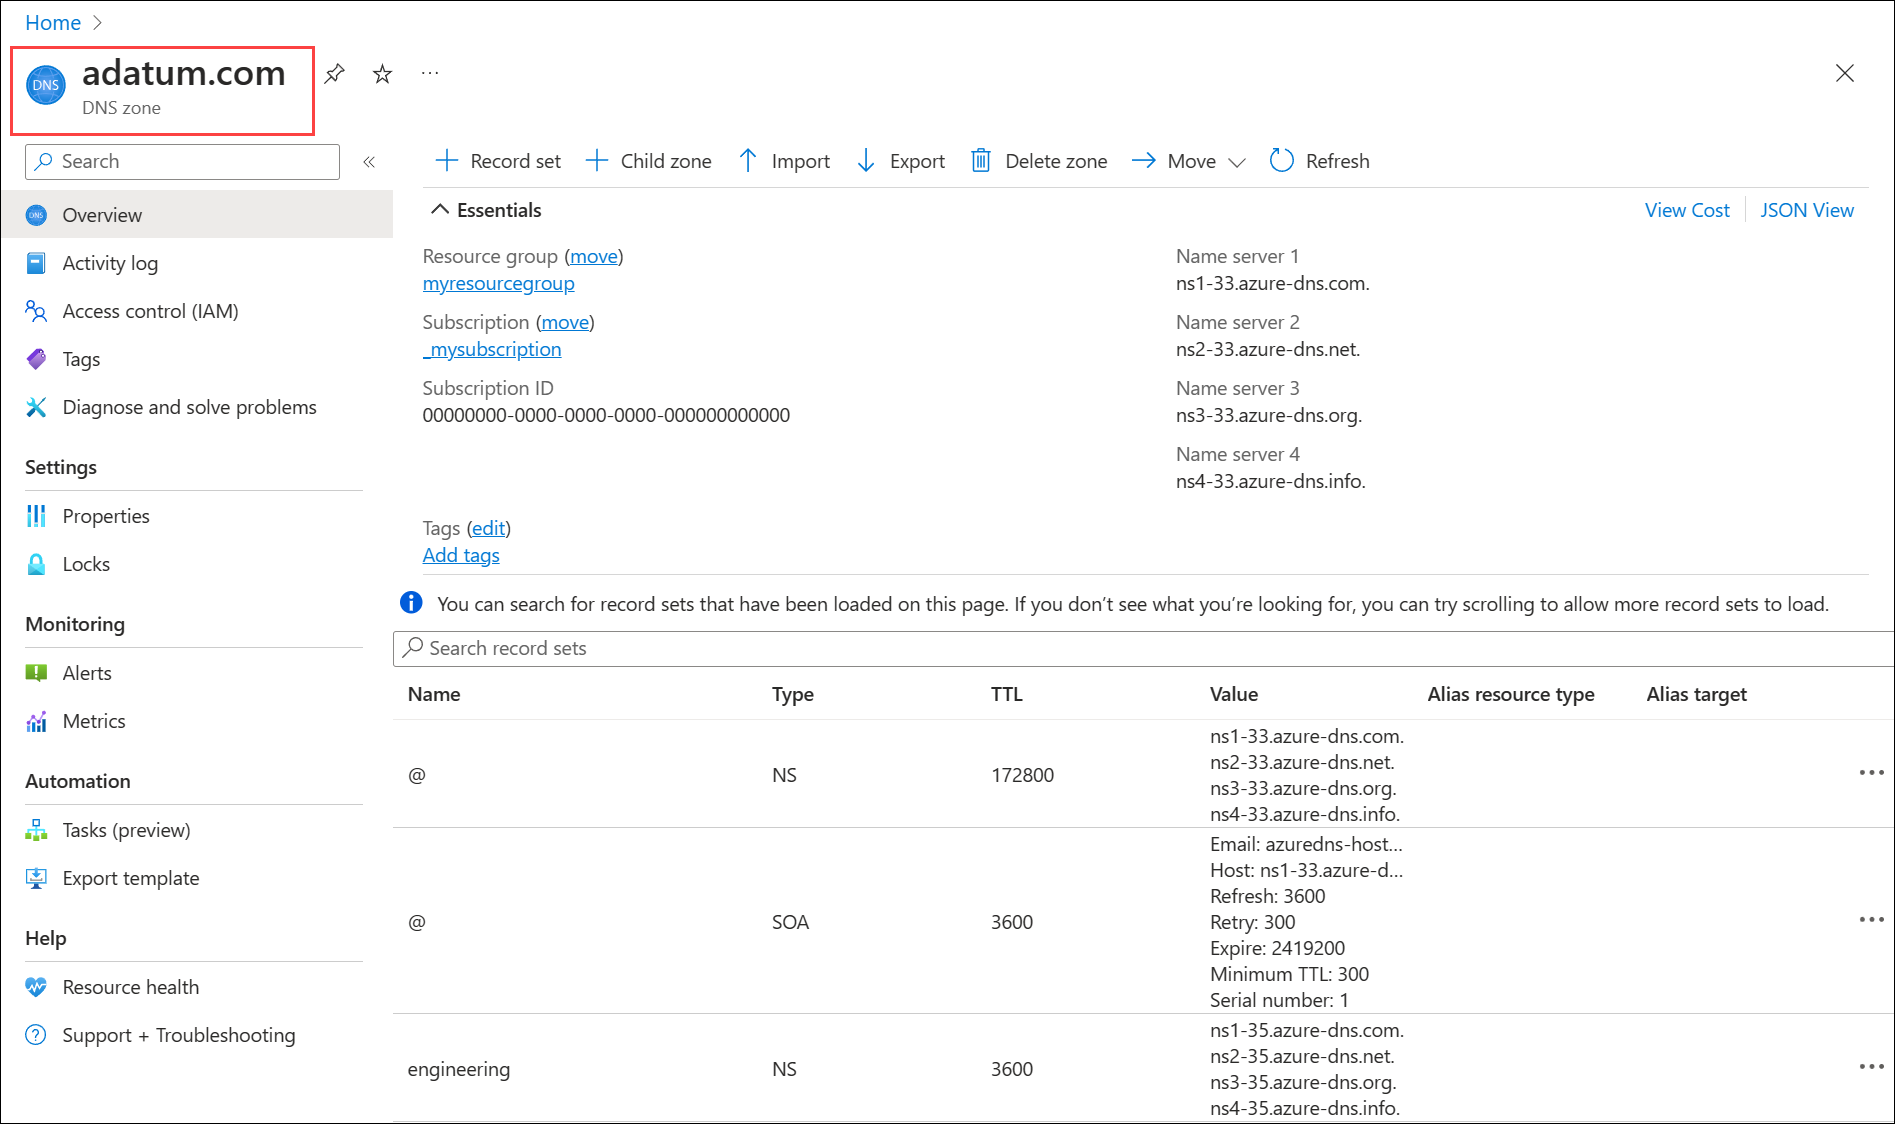 Home
adatum.com
DNS
DNS zone
Search
Record set
Child zone
Import
Export
Delete zone
Move
Refresh
Overview
Activity log
Access control (IAM)
Tags
Diagnose and solve problems
Settings
Properties
Locks
Monitoring
Alerts
Metrics
Automation
Tasks (preview)
Export template
Help
Resource health
Support + Troubleshooting
Essentials
View Cost
JSON View
Resource group (move)
myresourcegroup
Subscription (move)
_mysubscription
Subscription ID
00000000-0000-0000-0000-000000000000
Name server 1
ns1-33.azure-dns.com.
Name server 2
ns2-33.azure-dns.net.
Name server 3
ns3-33.azure-dns.org.
Name server 4
ns4-33.azure-dns.info.
Tags (edit)
Add tags
You can search for record sets that have been loaded on this page. If you don’t see what you’re looking for, you can try scrolling to allow more record sets to load.
Search record sets
Name Type TTL Value Alias resource type Alias target
@ NS 172800
ns1-33.azure-dns.com.
ns2-33.azure-dns.net.
ns3-33.azure-dns.org.
ns4-33.azure-dns.info.
@ SOA 3600
Email: azuredns-host...
Host: ns1-33.azure-d...
Refresh: 3600
Retry: 300
Expire: 2419200
Minimum TTL: 300
Serial number: 1
engineering NS 3600
ns1-35.azure-dns.com.
ns2-35.azure-dns.net.
ns3-35.azure-dns.org.
ns4-35.azure-dns.info.